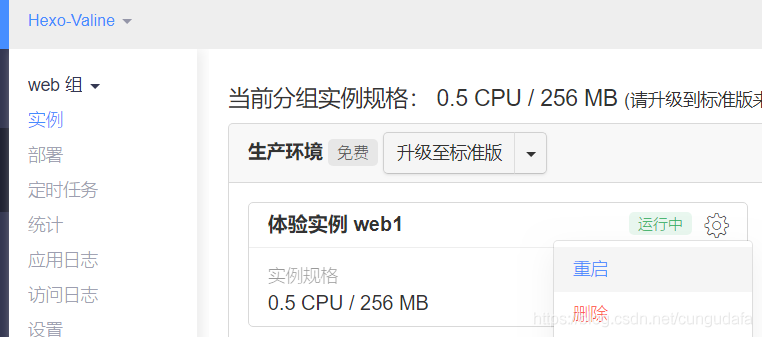 Hexo-Valine
web 组
实例
部署
定时任务
统计
应用日志
访问日志
设置
当前分组实例规格： 0.5 CPU / 256 MB (请升级到标准版来
生产环境 免费 升级至标准版
体验实例 web1 运行中
实例规格
0.5 CPU / 256 MB
重启
删除
https://blog.csdn.net/cungudafa